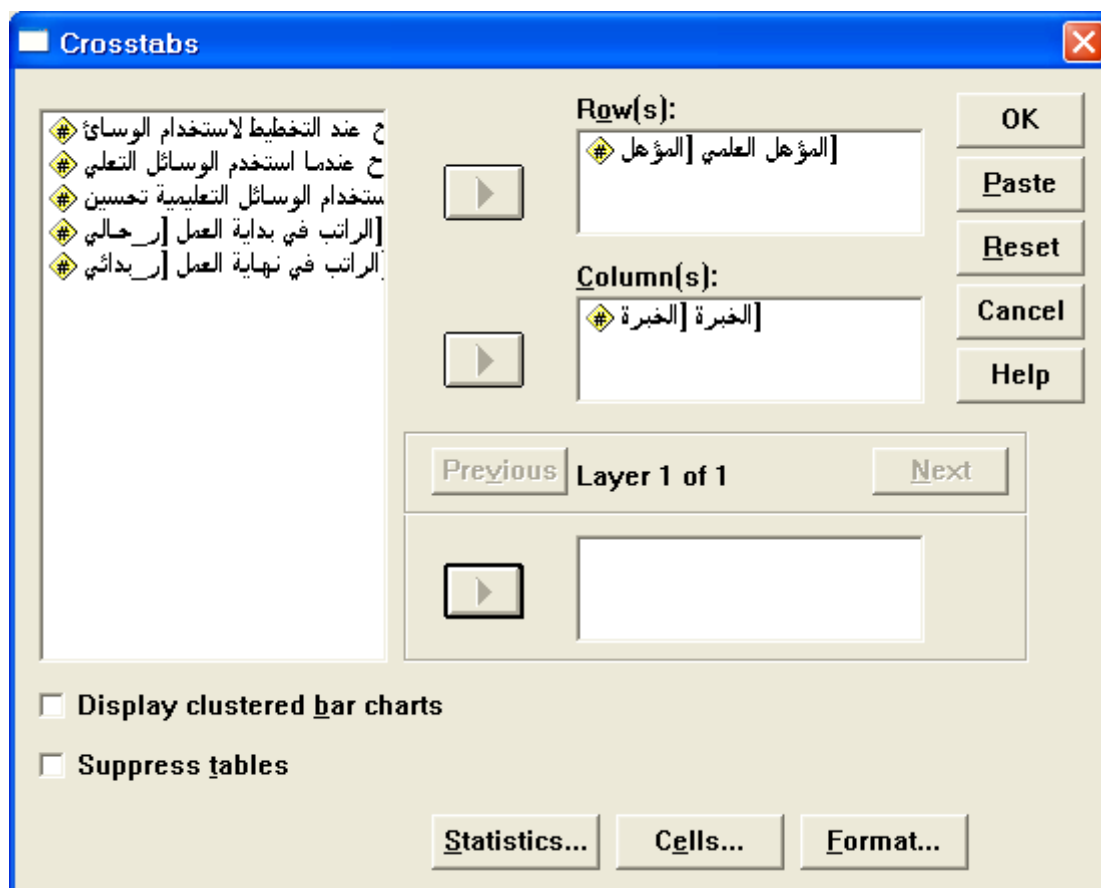 Crosstabs
ح عند التخطيط لاستخدام الوسائ
ح عندما استخدم الوسائل التعلي
ستخدام الوسائل التعليمية تحسين
الراتب في بداية العمل [ر_حالي]
الراتب في نهاية العمل [ر_بدائي
Row(s):
المؤهل العلمي [المؤهل]
Column(s):
الخبرة [الخبرة]
OK
Paste
Reset
Cancel
Help
Previous
Layer 1 of 1
Next
Display clustered bar charts
Suppress tables
Statistics...
Cells...
Format...